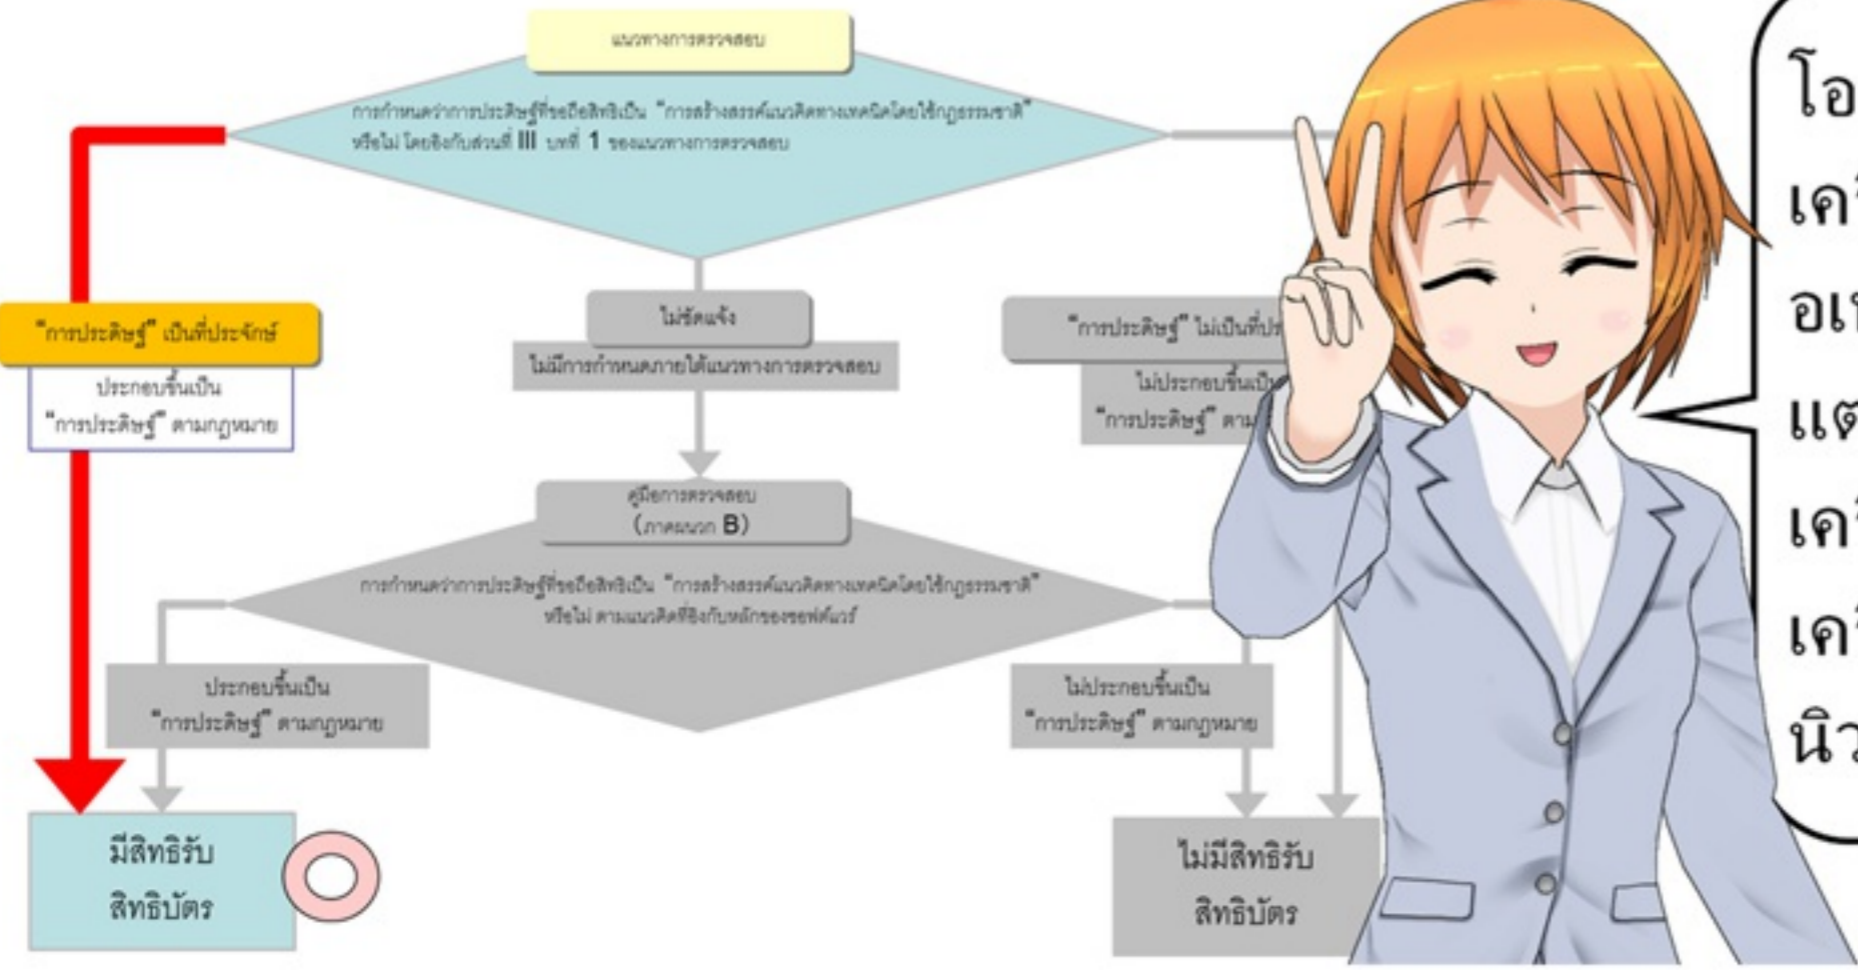 แนวทางการตรวจสอบ
การกำหนดว่าการประดิษฐ์ที่ขอถือสิทธิเป็น “การสร้างสรรค์แนวคิดทางเทคนิคโดยใช้กฎธรรมชาติ”
หรือไม่ โดยอิงกับส่วนที่ III บทที่ 1 ของแนวทางการตรวจสอบ
“การประดิษฐ์” เป็นที่ประจักษ์
ประกอบขึ้นเป็น
“การประดิษฐ์” ตามกฎหมาย
ไม่ชัดแจ้ง
ไม่มีการกำหนดภายใต้แนวทางการตรวจสอบ
“การประดิษฐ์” ไม่เป็นที่ปร
ไม่ประกอบขึ้นเป็น
“การประดิษฐ์” ตาม
คู่มือการตรวจสอบ
(ภาคผนวก B)
การกำหนดว่าการประดิษฐ์ที่ขอถือสิทธิเป็น “การสร้างสรรค์แนวคิดทางเทคนิคโดยใช้กฎธรรมชาติ”
หรือไม่ ตามแนวคิดที่อิงกับหลักของซอฟต์แวร์
ประกอบขึ้นเป็น
“การประดิษฐ์” ตามกฎหมาย
ไม่ประกอบขึ้นเป็น
“การประดิษฐ์” ตามกฎหมาย
มีสิทธิรับ
สิทธิบัตร
ไม่มีสิทธิรับ
สิทธิบัตร
โอ
แต